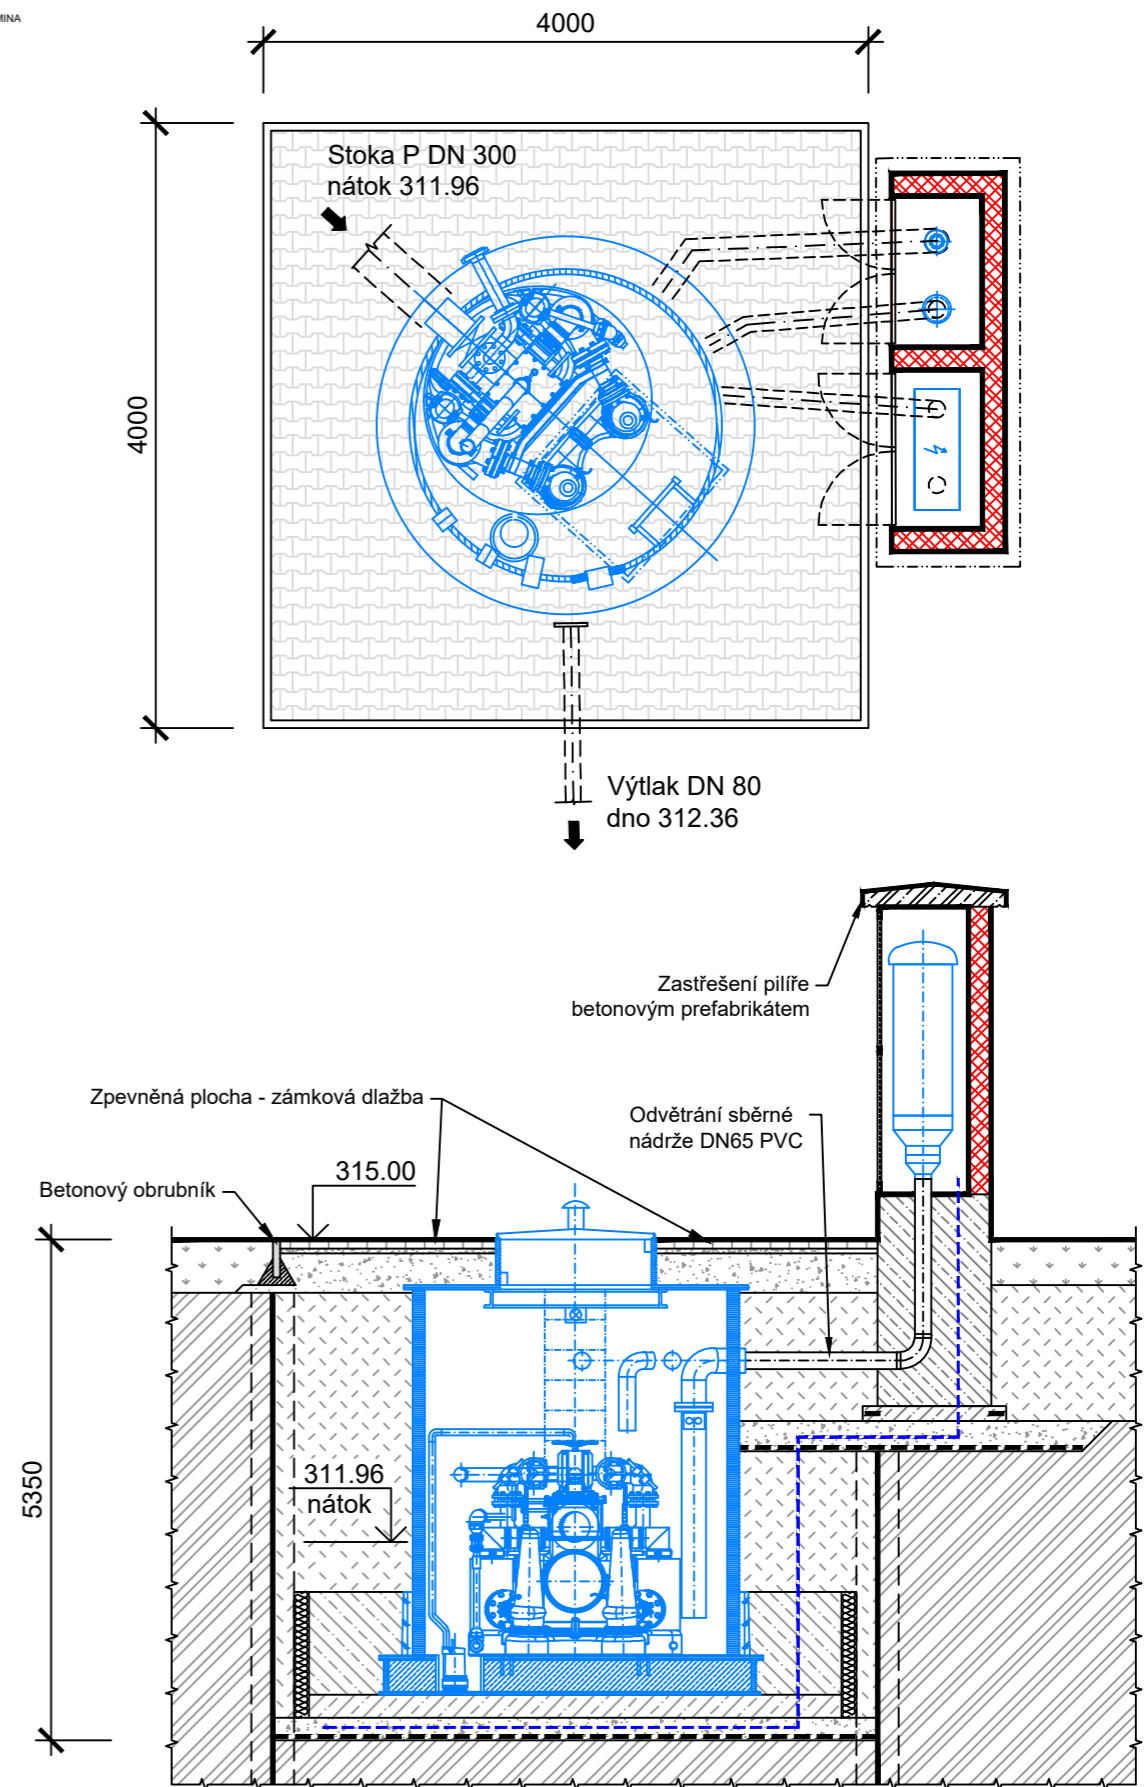 4000
4000
Stoka P DN 300
nátok 311.96
Výtlak DN 80
dno 312.36
Zastřešení pilíře
betonovým prefabrikátem
Zpevněná plocha - zámková dlažba
Odvětrání sběrné
nádrže DN65 PVC
Betonový obrubník
315.00
311.96
nátok
5350